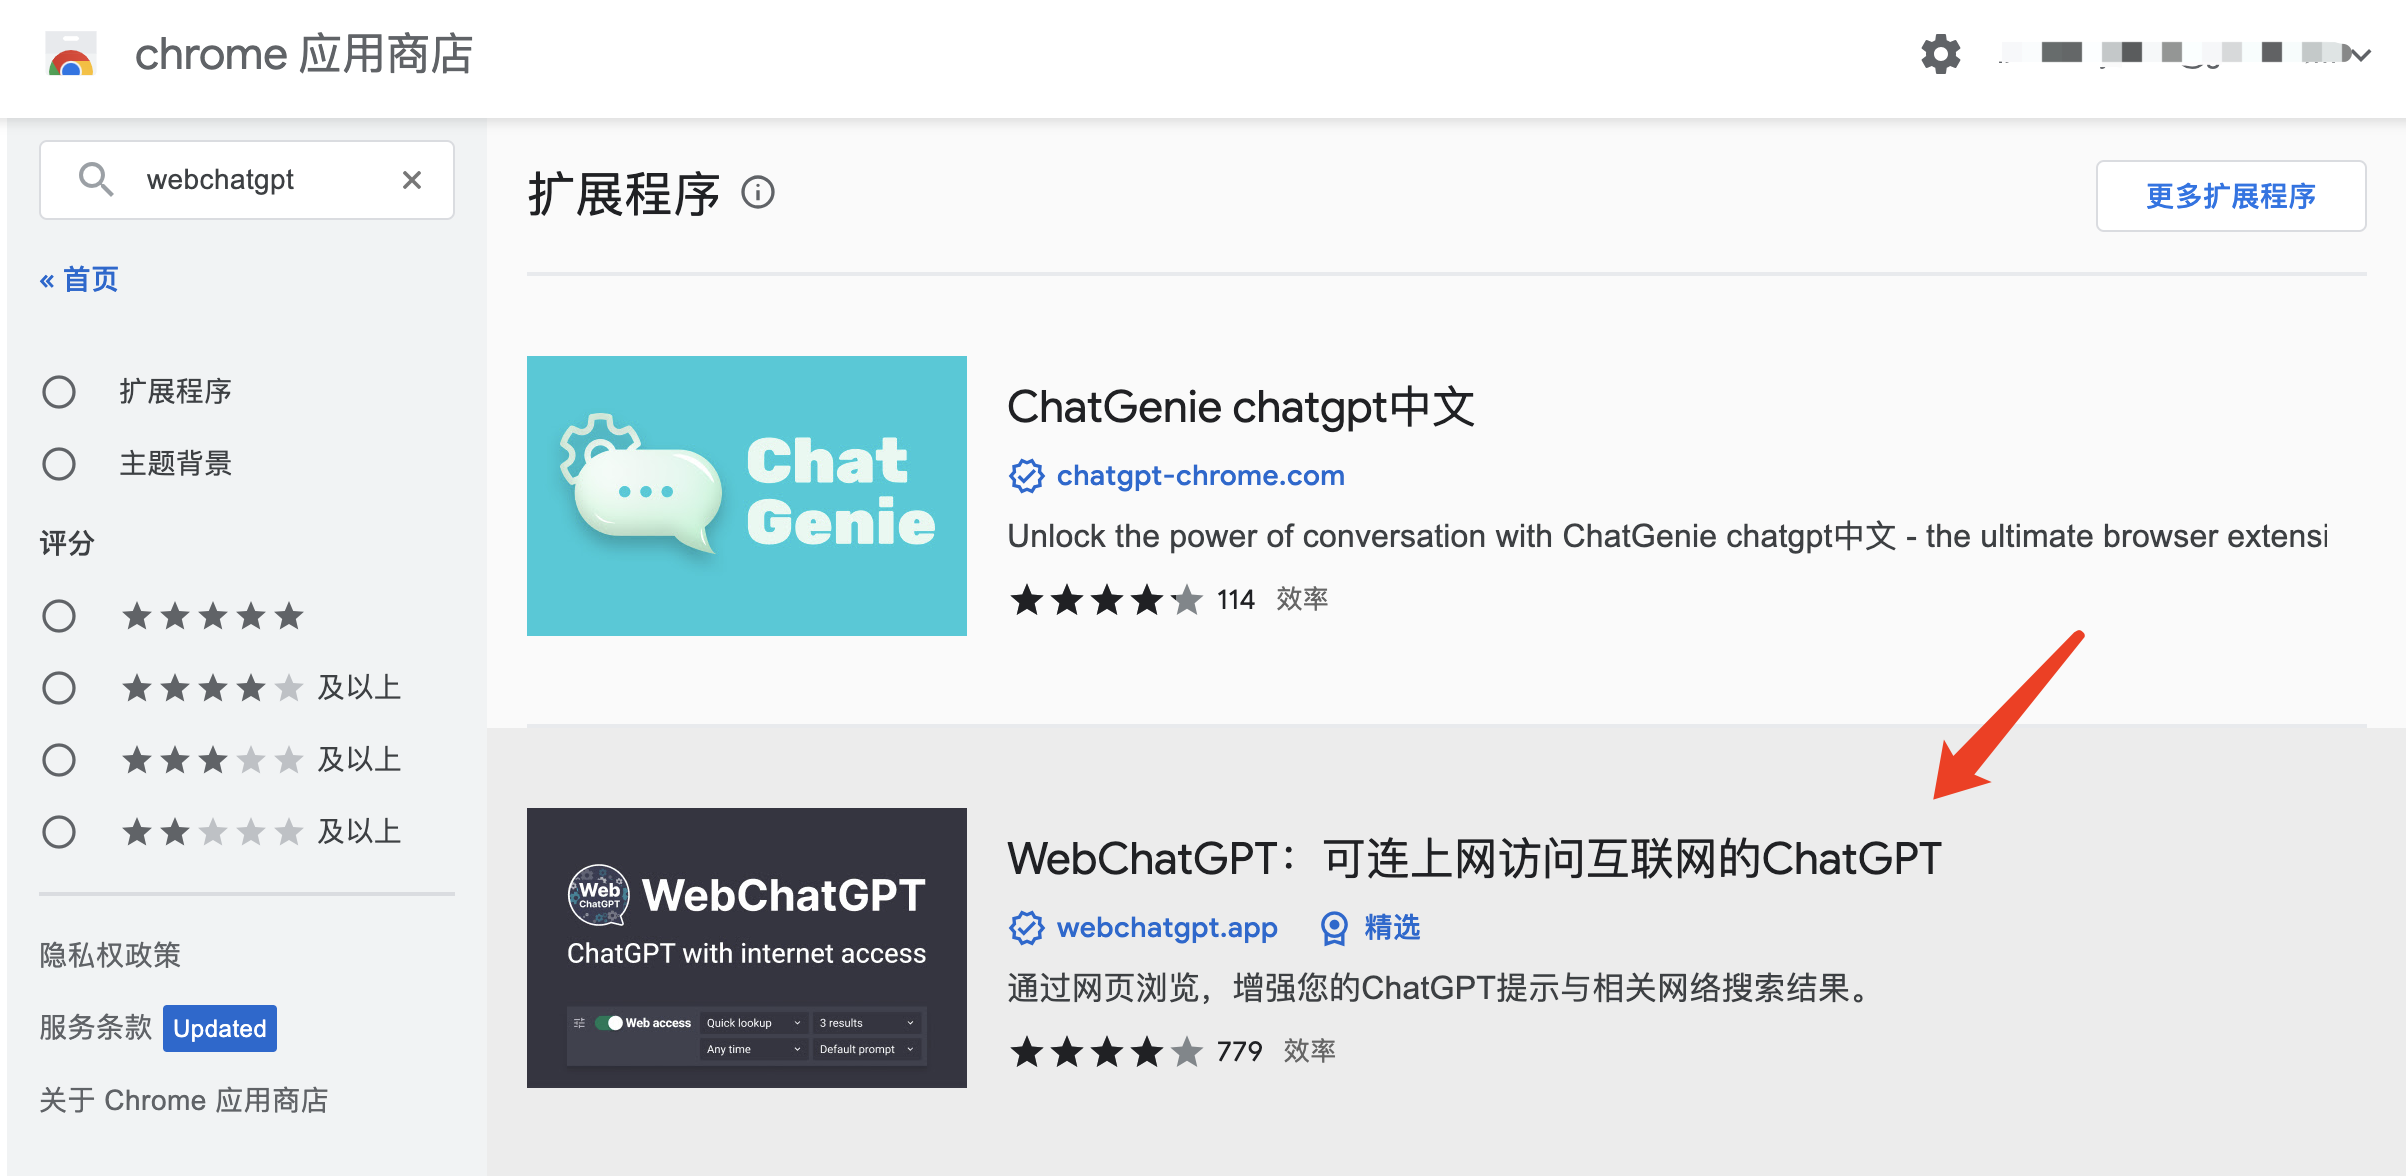 chrome 应用商店
webchatgpt
« 首页
扩展程序
主题背景
评分
及以上
及以上
及以上
隐私权政策
服务条款 Updated
关于 Chrome 应用商店
扩展程序
更多扩展程序
Chat
Genie
ChatGenie chatgpt中文
chatgpt-chrome.com
Unlock the power of conversation with ChatGenie chatgpt中文 - the ultimate browser extensi
114 效率
Web
ChatGPT
WebChatGPT
ChatGPT with internet access
Web access Quick lookup 3 results
Any time Default prompt
WebChatGPT：可连上网访问互联网的ChatGPT
webchatgpt.app 精选
通过网页浏览，增强您的ChatGPT提示与相关网络搜索结果。
779 效率